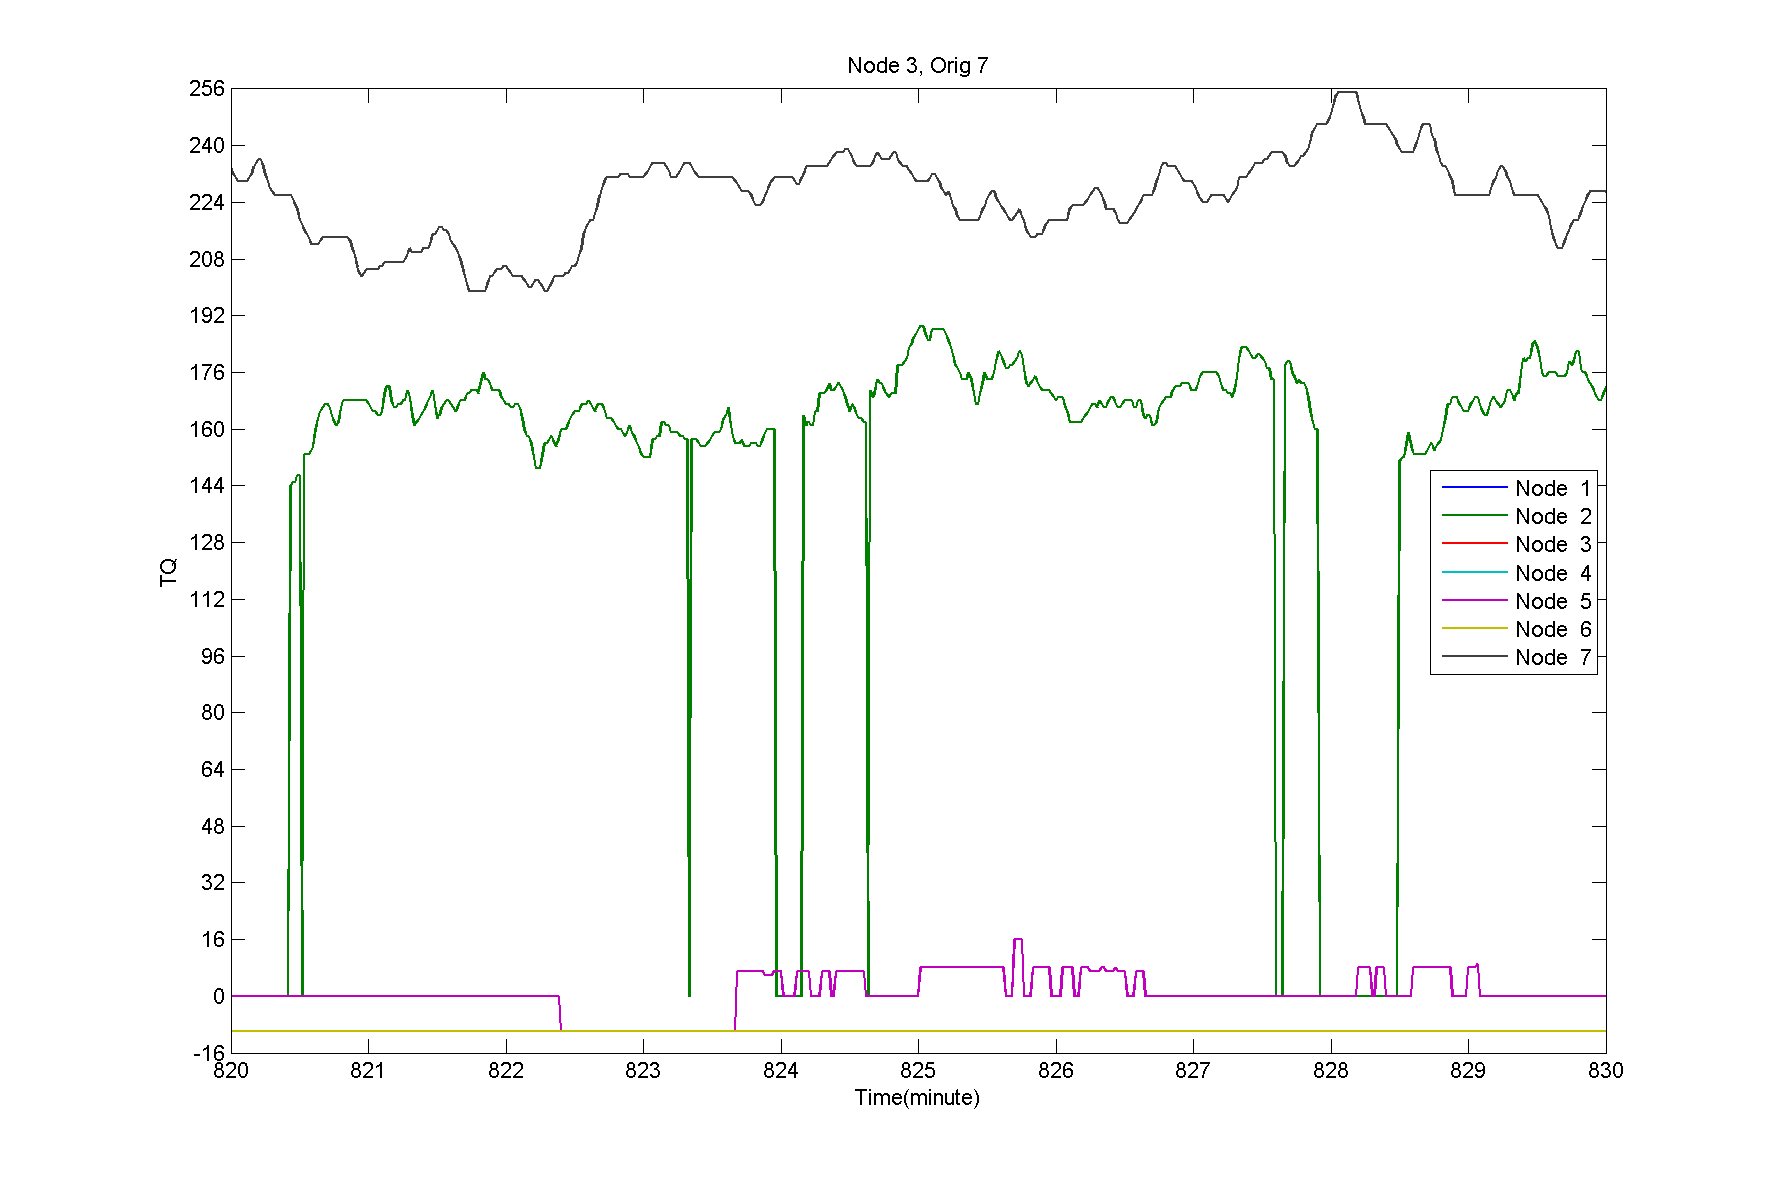 Node 3, Orig 7
256
240
224
208
192
176
160
144
128
112
96
80
64
48
32
16
0
-16
TQ
Node 1
Node 2
Node 3
Node 4
Node 5
Node 6
Node 7
820 821 822 823 824 825 826 827 828 829 830
Time(minute)